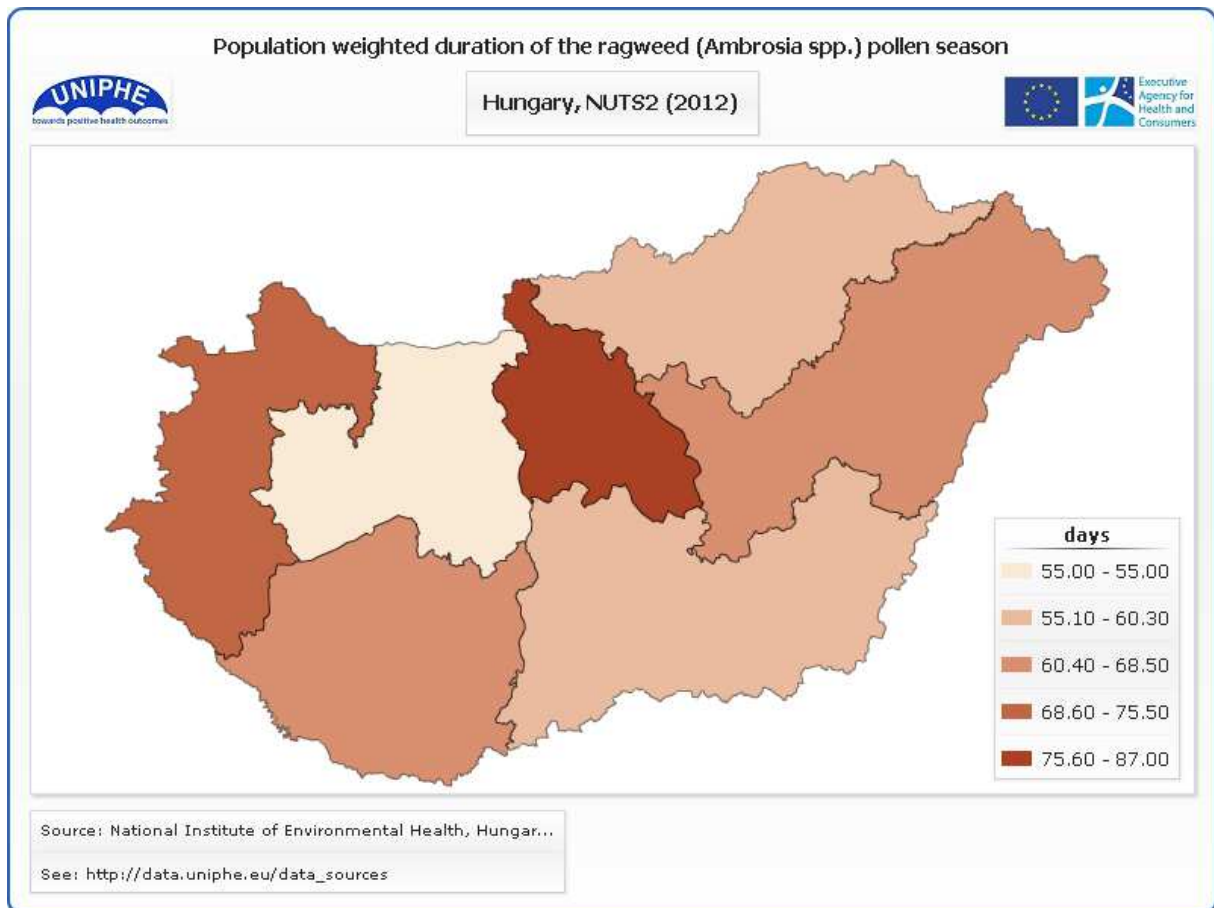 Population weighted duration of the ragweed (Ambrosia spp.) pollen season
UNIPHE
towards positive health outcomes
Hungary, NUTS2 (2012)
Executive
Agency for
Health and
Consumers
days
55.00 - 55.00
55.10 - 60.30
60.40 - 68.50
68.60 - 75.50
75.60 - 87.00
Source: National Institute of Environmental Health, Hungar...
See: http://data.uniphe.eu/data_sources